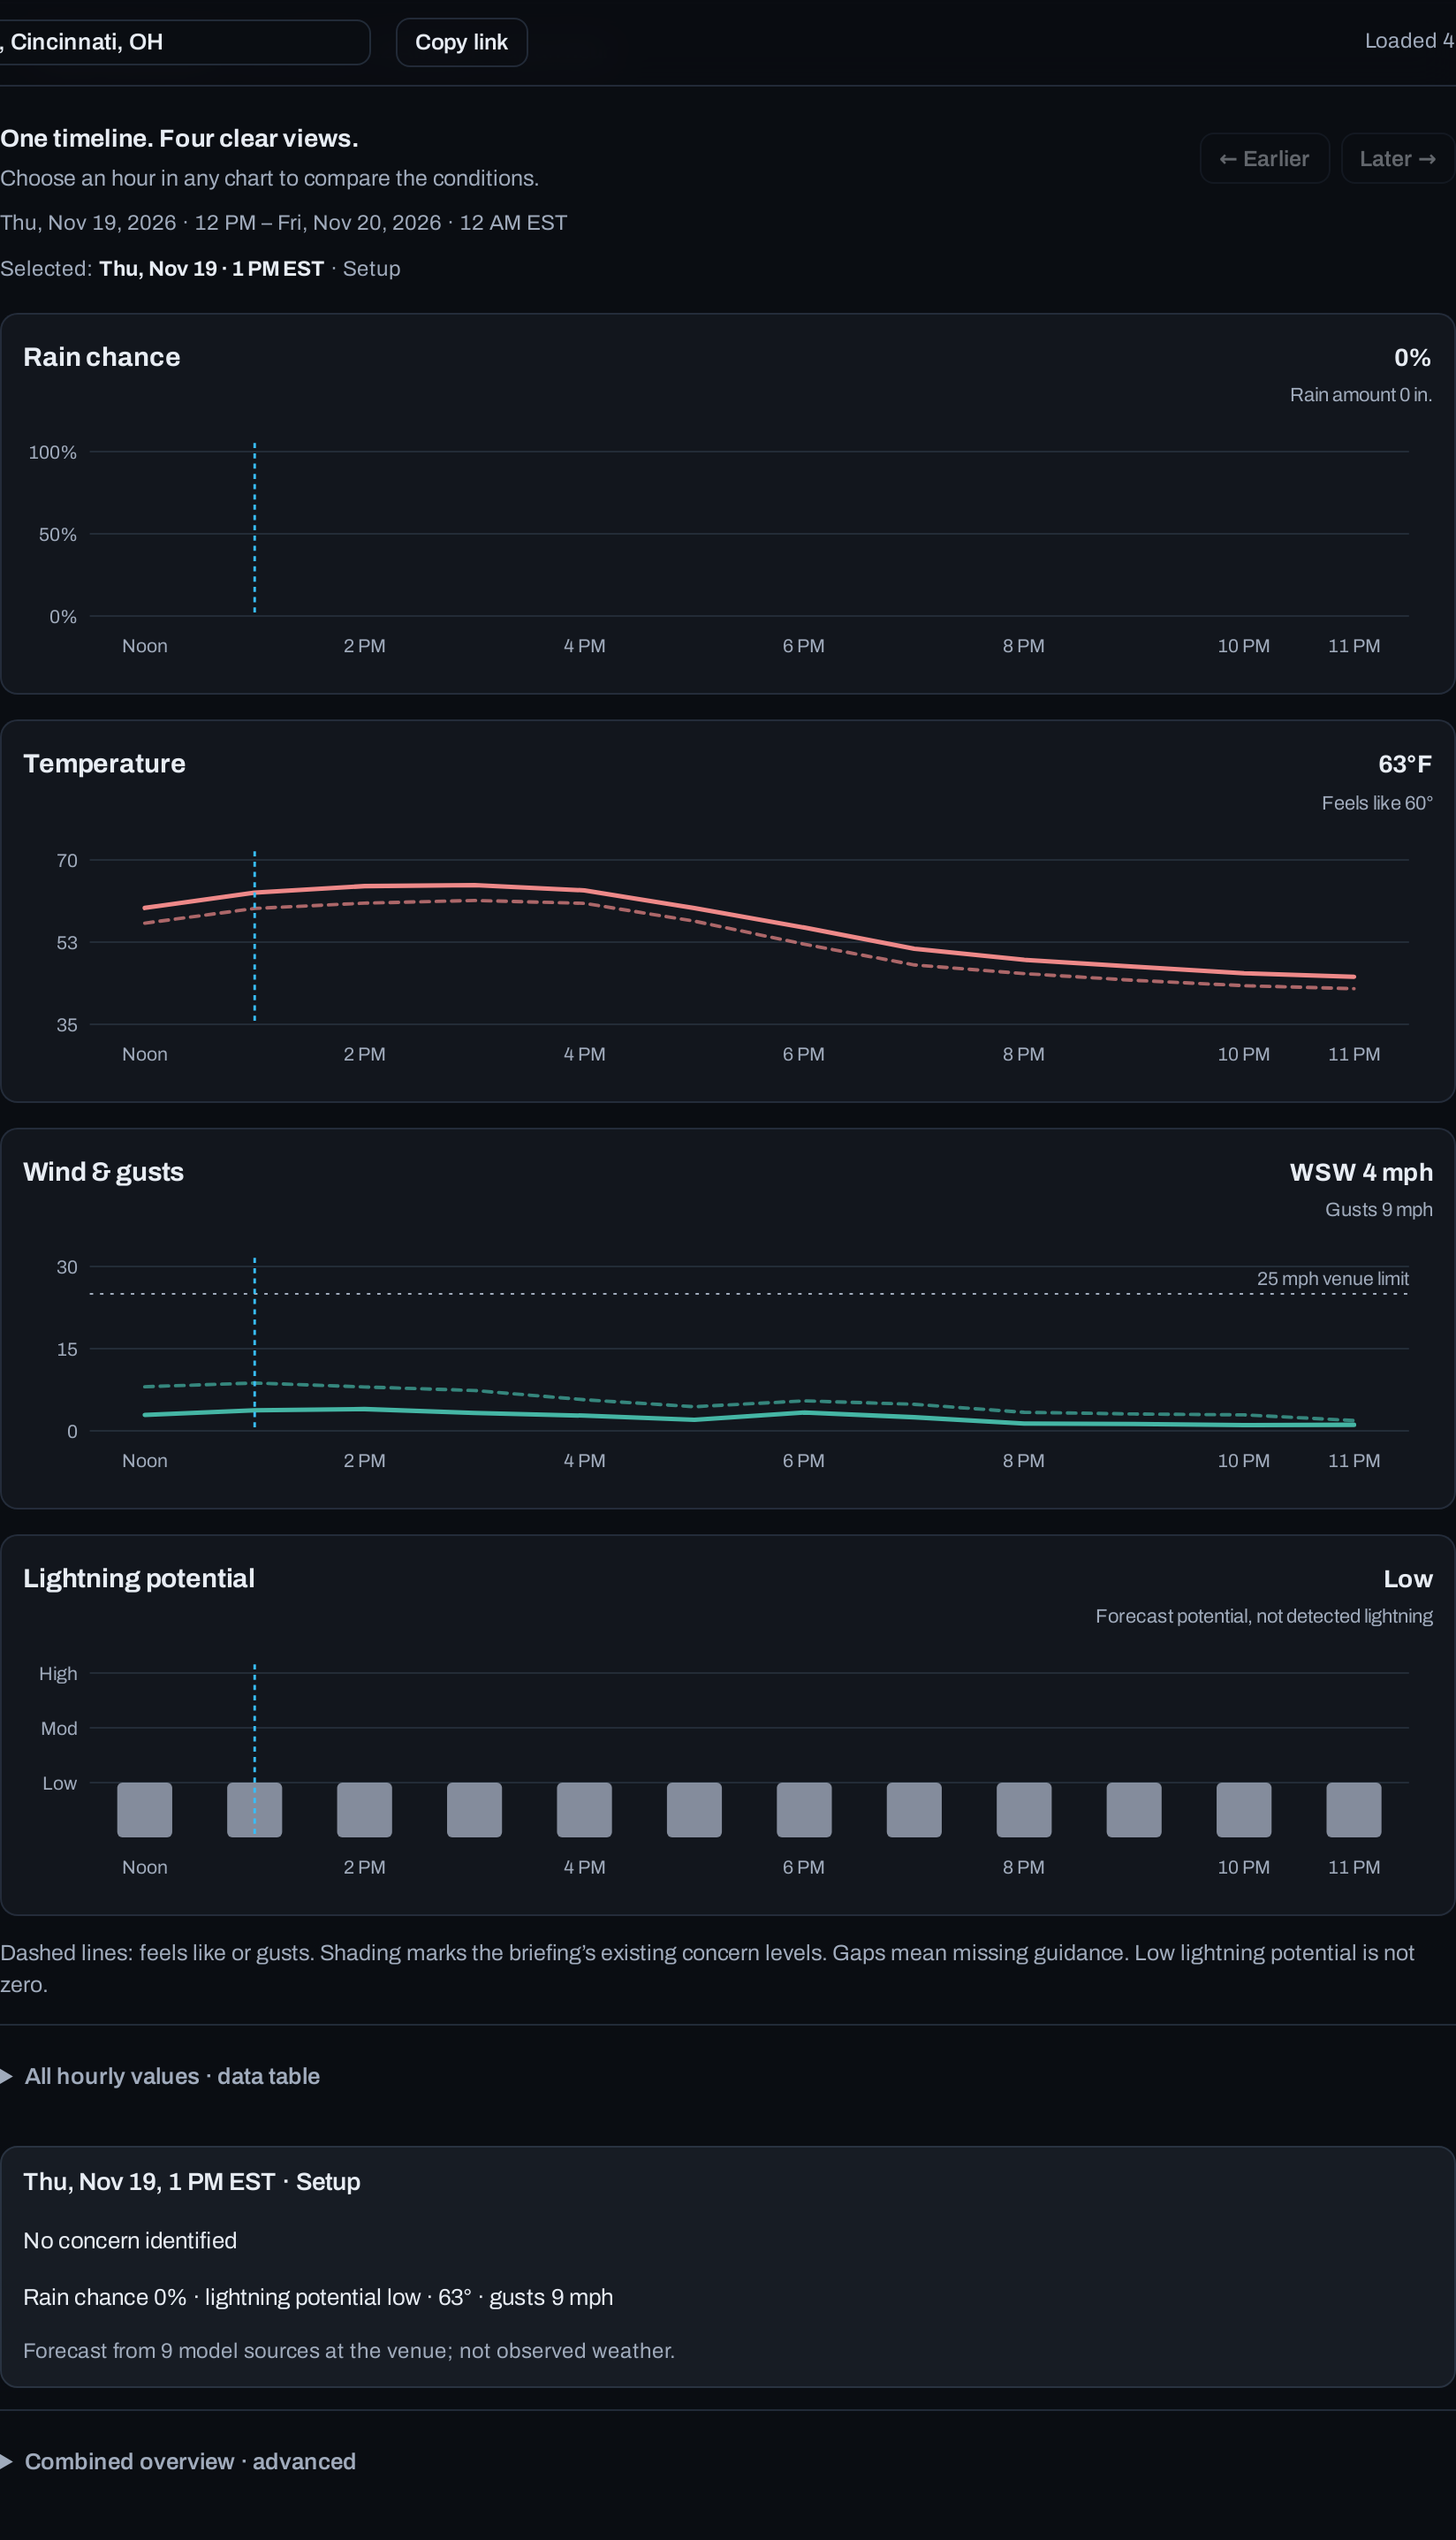 , Cincinnati, OH
Copy link
Loaded 4
One timeline. Four clear views.
← Earlier
Later →
Choose an hour in any chart to compare the conditions.
Thu, Nov 19, 2026 · 12 PM – Fri, Nov 20, 2026 · 12 AM EST
Selected: Thu, Nov 19 · 1 PM EST · Setup
Rain chance
0%
Rain amount 0 in.
100%
50%
0%
Noon 2 PM 4 PM 6 PM 8 PM 10 PM 11 PM
Temperature
63°F
Feels like 60°
70
53
35
Noon 2 PM 4 PM 6 PM 8 PM 10 PM 11 PM
Wind & gusts
WSW 4 mph
Gusts 9 mph
30
25 mph venue limit
15
0
Noon 2 PM 4 PM 6 PM 8 PM 10 PM 11 PM
Lightning potential
Low
Forecast potential, not detected lightning
High
Mod
Low
Noon 2 PM 4 PM 6 PM 8 PM 10 PM 11 PM
Dashed lines: feels like or gusts. Shading marks the briefing’s existing concern levels. Gaps mean missing guidance. Low lightning potential is not
zero.
▶ All hourly values · data table
Thu, Nov 19, 1 PM EST · Setup
No concern identified
Rain chance 0% · lightning potential low · 63° · gusts 9 mph
Forecast from 9 model sources at the venue; not observed weather.
▶ Combined overview · advanced